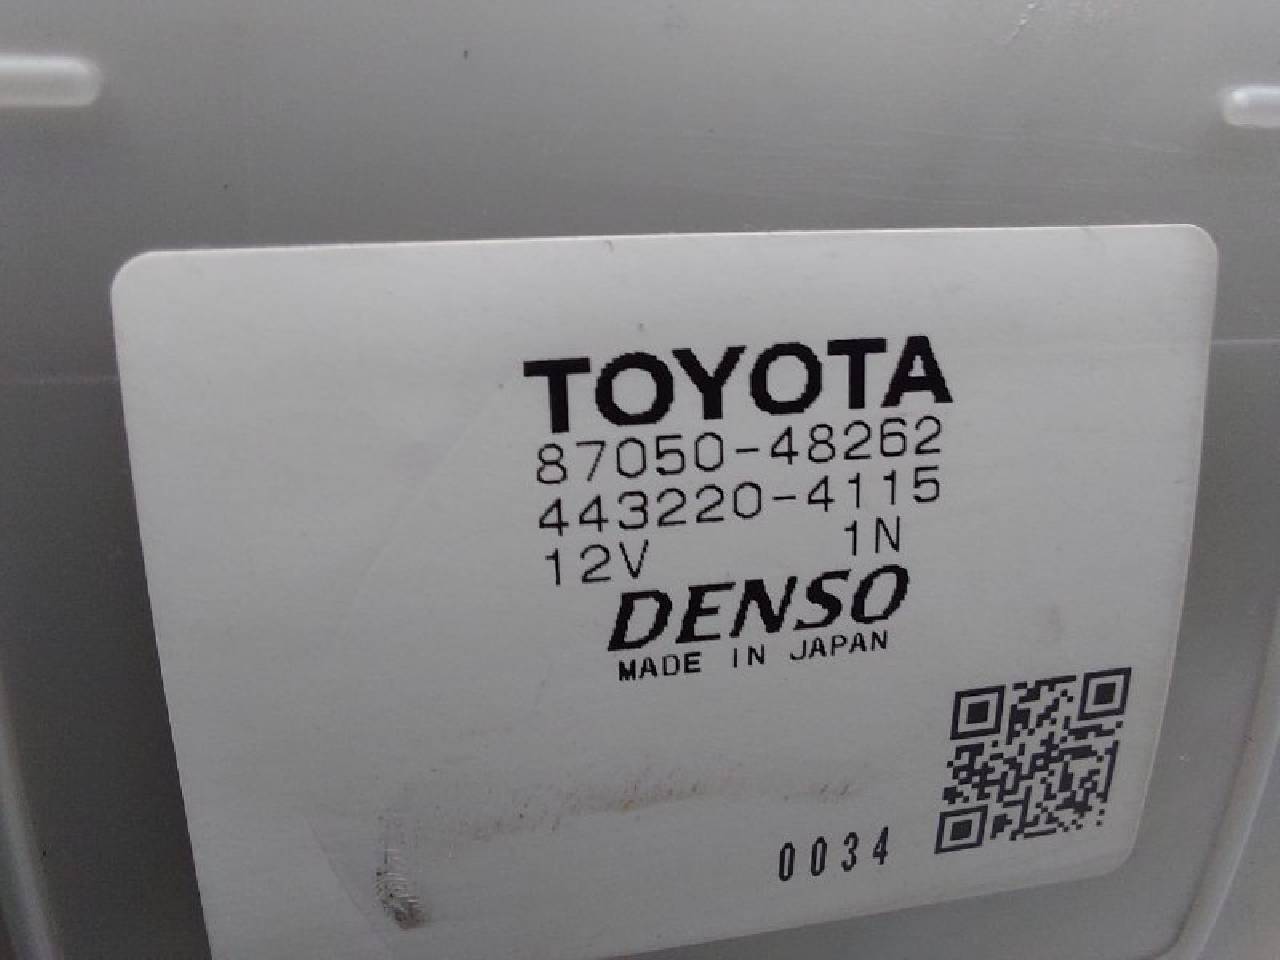 TOYOTA
87050-48262
443220-4115
12V 1N
DENSO
MADE IN JAPAN
0034